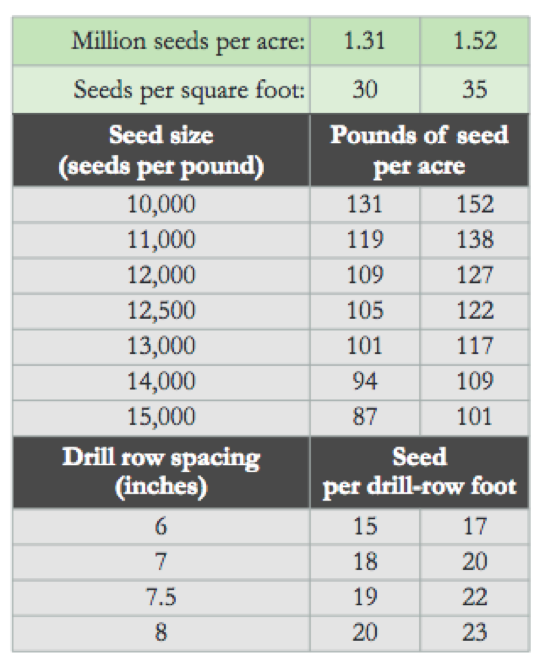 Million seeds per acre: 1.31 1.52
Seeds per square foot: 30 35
Seed size Pounds of seed
(seeds per pound) per acre
10,000 131 152
11,000 119 138
12,000 109 127
12,500 105 122
13,000 101 117
14,000 94 109
15,000 87 101
Drill row spacing Seed
(inches) per drill-row foot
6 15 17
7 18 20
7.5 19 22
8 20 23